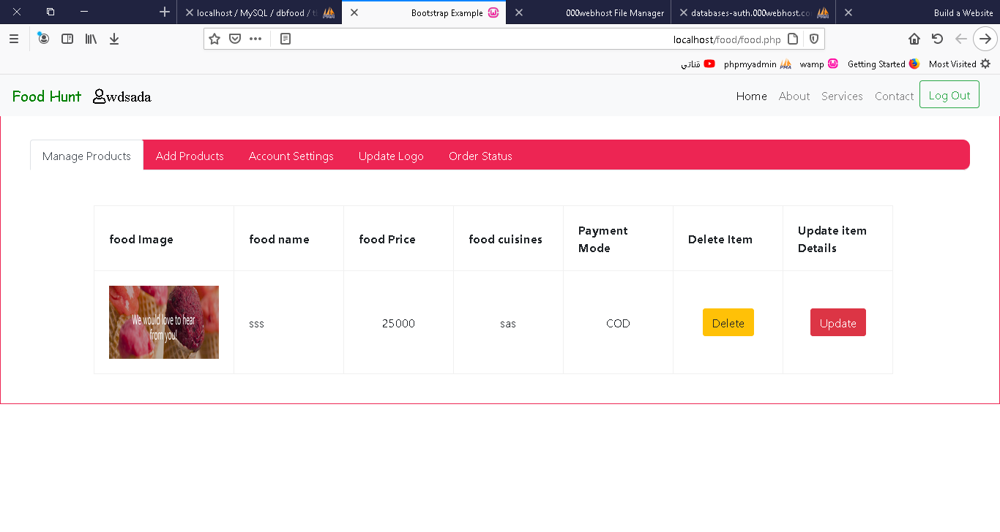 localhost / MySQL / dbfood / t
Bootstrap Example
000webhost File Manager
databases-auth.000webhost.co
Build a Website
localhost/food/food.php
قناتي
phpmyadmin
wamp
Getting Started
Most Visited
Food Hunt wdsada
Home About Services Contact Log Out
Manage Products Add Products Account Settings Update Logo Order Status
food Image food name food Price food cuisines Payment Mode Delete Item Update item Details
We would love to hear
from you!
sss 25000 sas COD Delete Update